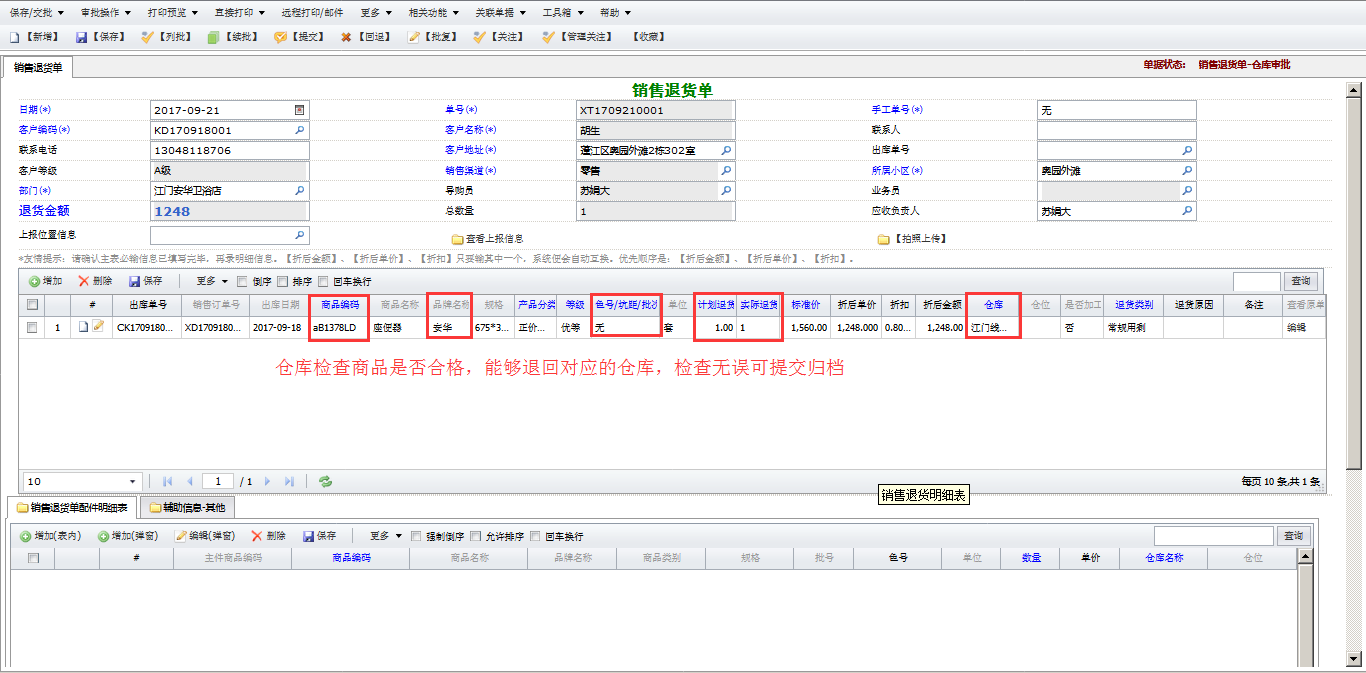 保存/交批 审批操作 打印预览 直接打印 远程打印/邮件 更多 相关功能 关联单据 工具箱 帮助
【新增】 【保存】 【列批】 【续批】 【提交】 【回退】 【批复】 【关注】 【管理关注】 【收藏】
销售退货单 单据状态: 销售退货单-仓库审批
销售退货单
日期(*) 2017-09-21 单号(*) XT1709210001 手工单号(*) 无
客户编码(*) KD170918001 客户名称(*) 胡生 联系人
联系电话 13048118706 客户地址(*) 蓬江区奥园外滩2栋302室 出库单号
客户等级 A级 销售渠道(*) 零售 所属小区(*) 奥园外滩
部门(*) 江门安华卫浴店 导购员 苏娟大 业务员
退货金额 1248 总数量 1 应收负责人 苏娟大
上报位置信息 查看上报信息 【拍照上传】
*友情提示: 请确认主表必输信息已填写完毕，再录明细信息。【折后金额】、【折后单价】、【折扣】只要输其中一个，系统便会自动互换。优先顺序是: 【折后金额】、【折后单价】、【折扣】.
增加 删除 保存 更多 倒序 排序 回车换行 查询
# 出库单号 销售订单号 出库日期 商品编码 商品名称 品牌名称 规格 产品分类 等级 色号/坑距/批次 单位 计划退货 实际退货 标准价 折后单价 折扣 折后金额 仓库 仓位 是否加工 退货类别 退货原因 备注 查看原单
1 CK1709180... XD1709180... 2017-09-18 aB1378LD 座便器 安华 675*3... 正价... 优等 无 套 1.00 1 1,560.00 1,248.000 0.80... 1,248.00 江门线... 否 常规用剩 编辑
仓库检查商品是否合格，能够退回对应的仓库，检查无误可提交归档
10 1 / 1 每页 10 条,共 1 条
销售退货明细表
销售退货单配件明细表 辅助信息·其他
增加(表内) 增加(弹窗) 编辑(弹窗) 删除 保存 更多 强制倒序 允许排序 回车换行 查询
# 主件商品编码 商品编码 商品名称 品牌名称 商品类别 规格 批号 色号 单位 数量 单价 仓库名称 仓位